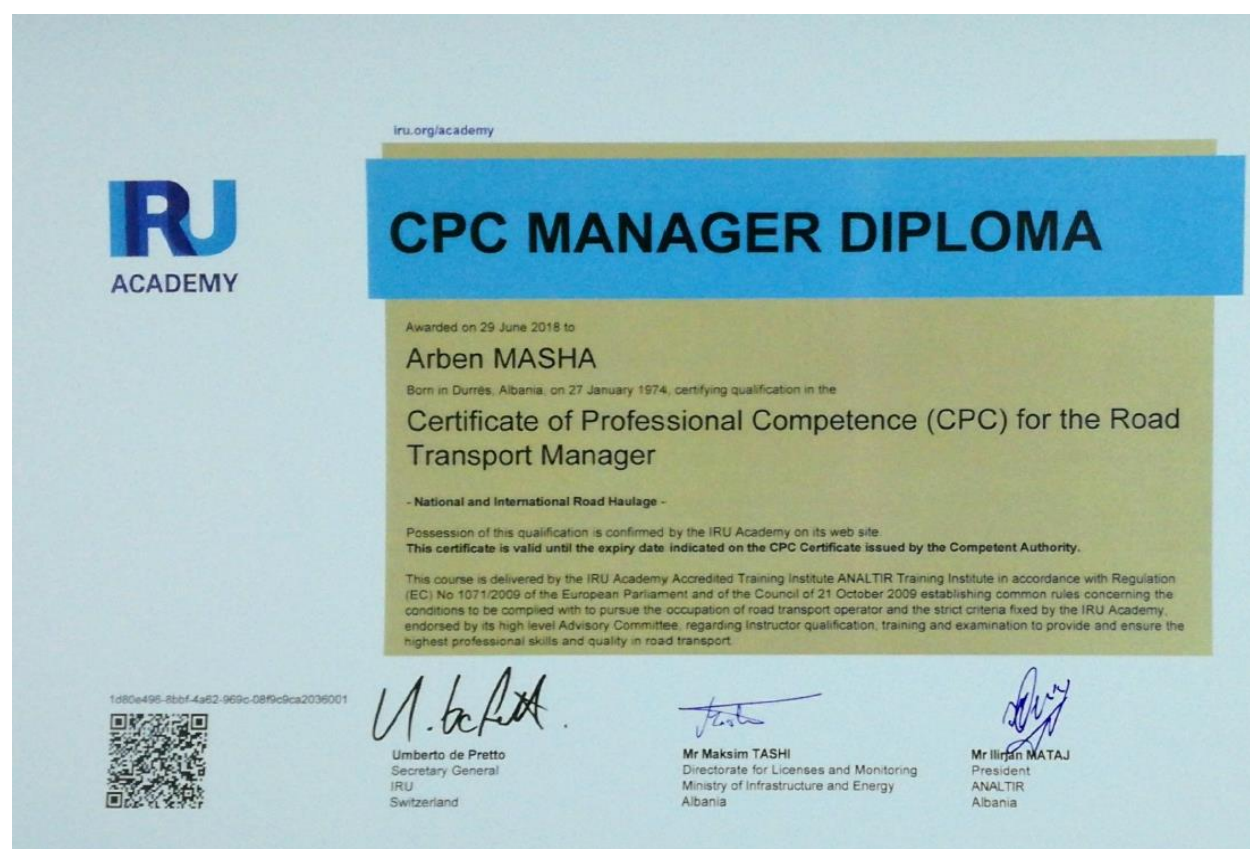 iru.org/academy
IRU
ACADEMY
CPC MANAGER DIPLOMA
Awarded on 29 June 2018 to
Arben MASHA
Born in Durrës, Albania, on 27 January 1974, certifying qualification in the
Certificate of Professional Competence (CPC) for the Road
Transport Manager
- National and International Road Haulage -
Possession of this qualification is confirmed by the IRU Academy on its web site.
This certificate is valid until the expiry date indicated on the CPC Certificate issued by the Competent Authority.
This course is delivered by the IRU Academy Accredited Training Institute ANALTIR Training Institute in accordance with Regulation
(EC) No 1071/2009 of the European Parliament and of the Council of 21 October 2009 establishing common rules concerning the
conditions to be complied with to pursue the occupation of road transport operator and the strict criteria fixed by the IRU Academy,
endorsed by its high level Advisory Committee, regarding Instructor qualification, training and examination to provide and ensure the
highest professional skills and quality in road transport.
1d80e496-8bbf-4a62-969c-08f9c9ca2036001
Umberto de Pretto
Secretary General
IRU
Switzerland
Mr Maksim TASHI
Directorate for Licenses and Monitoring
Ministry of Infrastructure and Energy
Albania
Mr Ilirjan MATAJ
President
ANALTIR
Albania